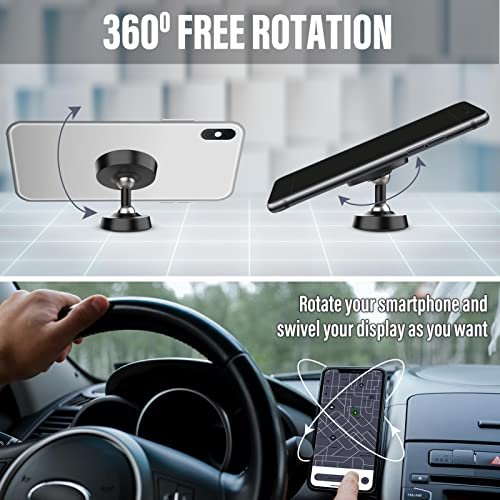 360⁰ FREE ROTATION
Rotate your smartphone and
swivel your display as you want